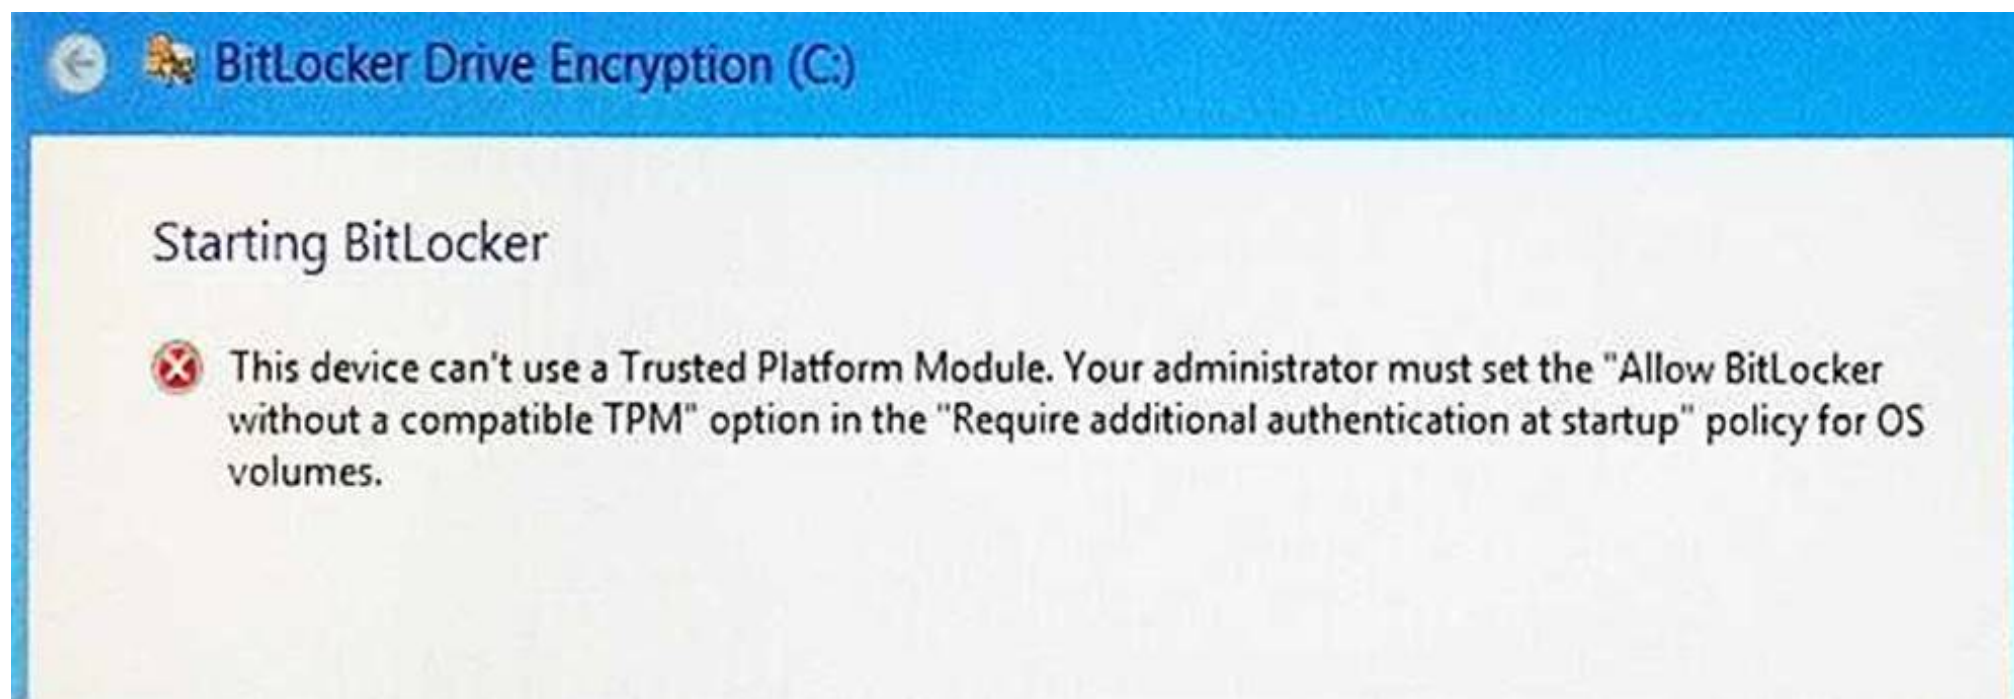 BitLocker Drive Encryption (C:)
Starting BitLocker
This device can't use a Trusted Platform Module. Your administrator must set the "Allow BitLocker
without a compatible TPM" option in the "Require additional authentication at startup" policy for OS
volumes.